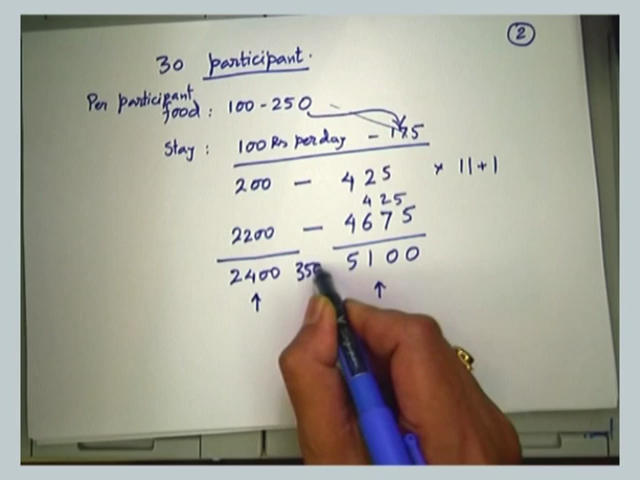 2
30 participant.
Per participant
food : 100 - 250
Stay : 100 Rs per day - 175
200 - 425 × 11+1
425
2200 - 4675
2400 350 5100